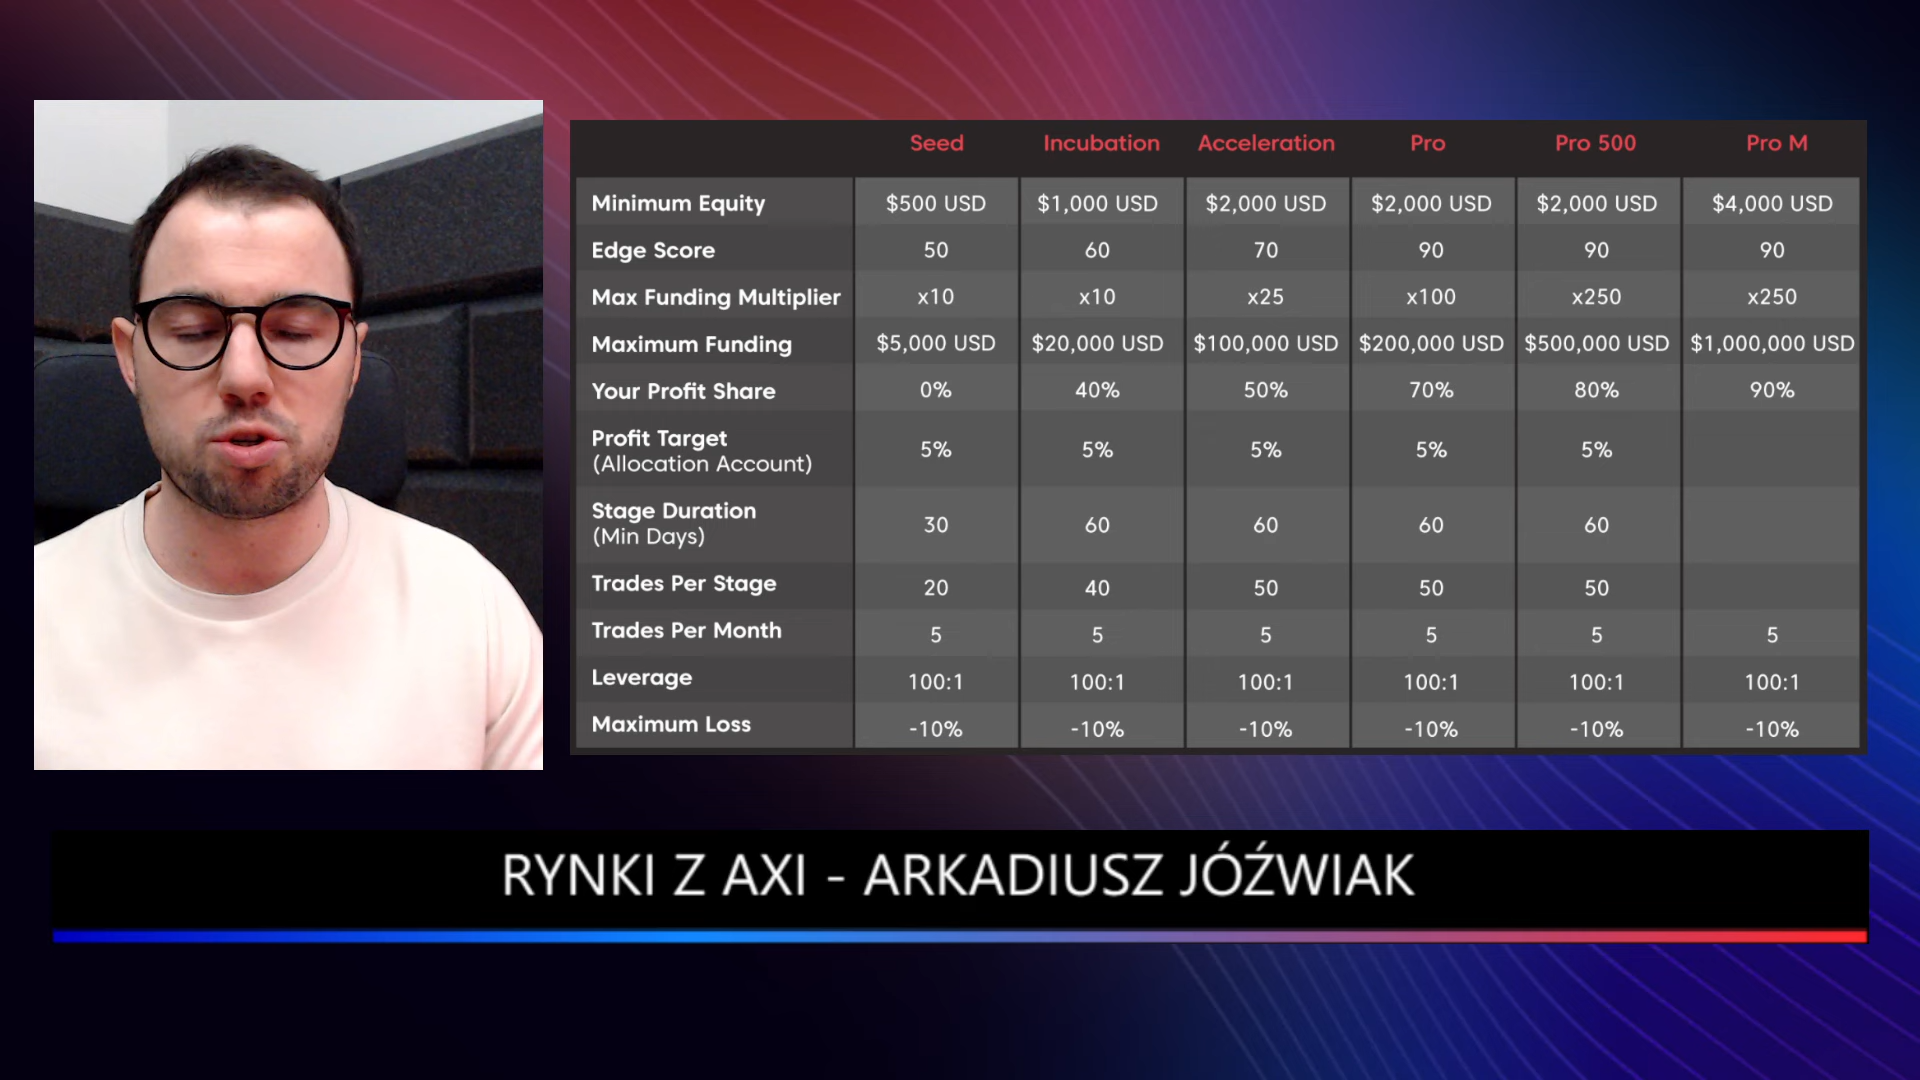 Seed Incubation Acceleration Pro Pro 500 Pro M
Minimum Equity $500 USD $1,000 USD $2,000 USD $2,000 USD $2,000 USD $4,000 USD
Edge Score 50 60 70 90 90 90
Max Funding Multiplier x10 x10 x25 x100 x250 x250
Maximum Funding $5,000 USD $20,000 USD $100,000 USD $200,000 USD $500,000 USD $1,000,000 USD
Your Profit Share 0% 40% 50% 70% 80% 90%
Profit Target
(Allocation Account) 5% 5% 5% 5% 5%
Stage Duration
(Min Days) 30 60 60 60 60
Trades Per Stage 20 40 50 50 50
Trades Per Month 5 5 5 5 5 5
Leverage 100:1 100:1 100:1 100:1 100:1 100:1
Maximum Loss -10% -10% -10% -10% -10% -10%
RYNKI Z AXI - ARKADIUSZ JÓŹWIAK